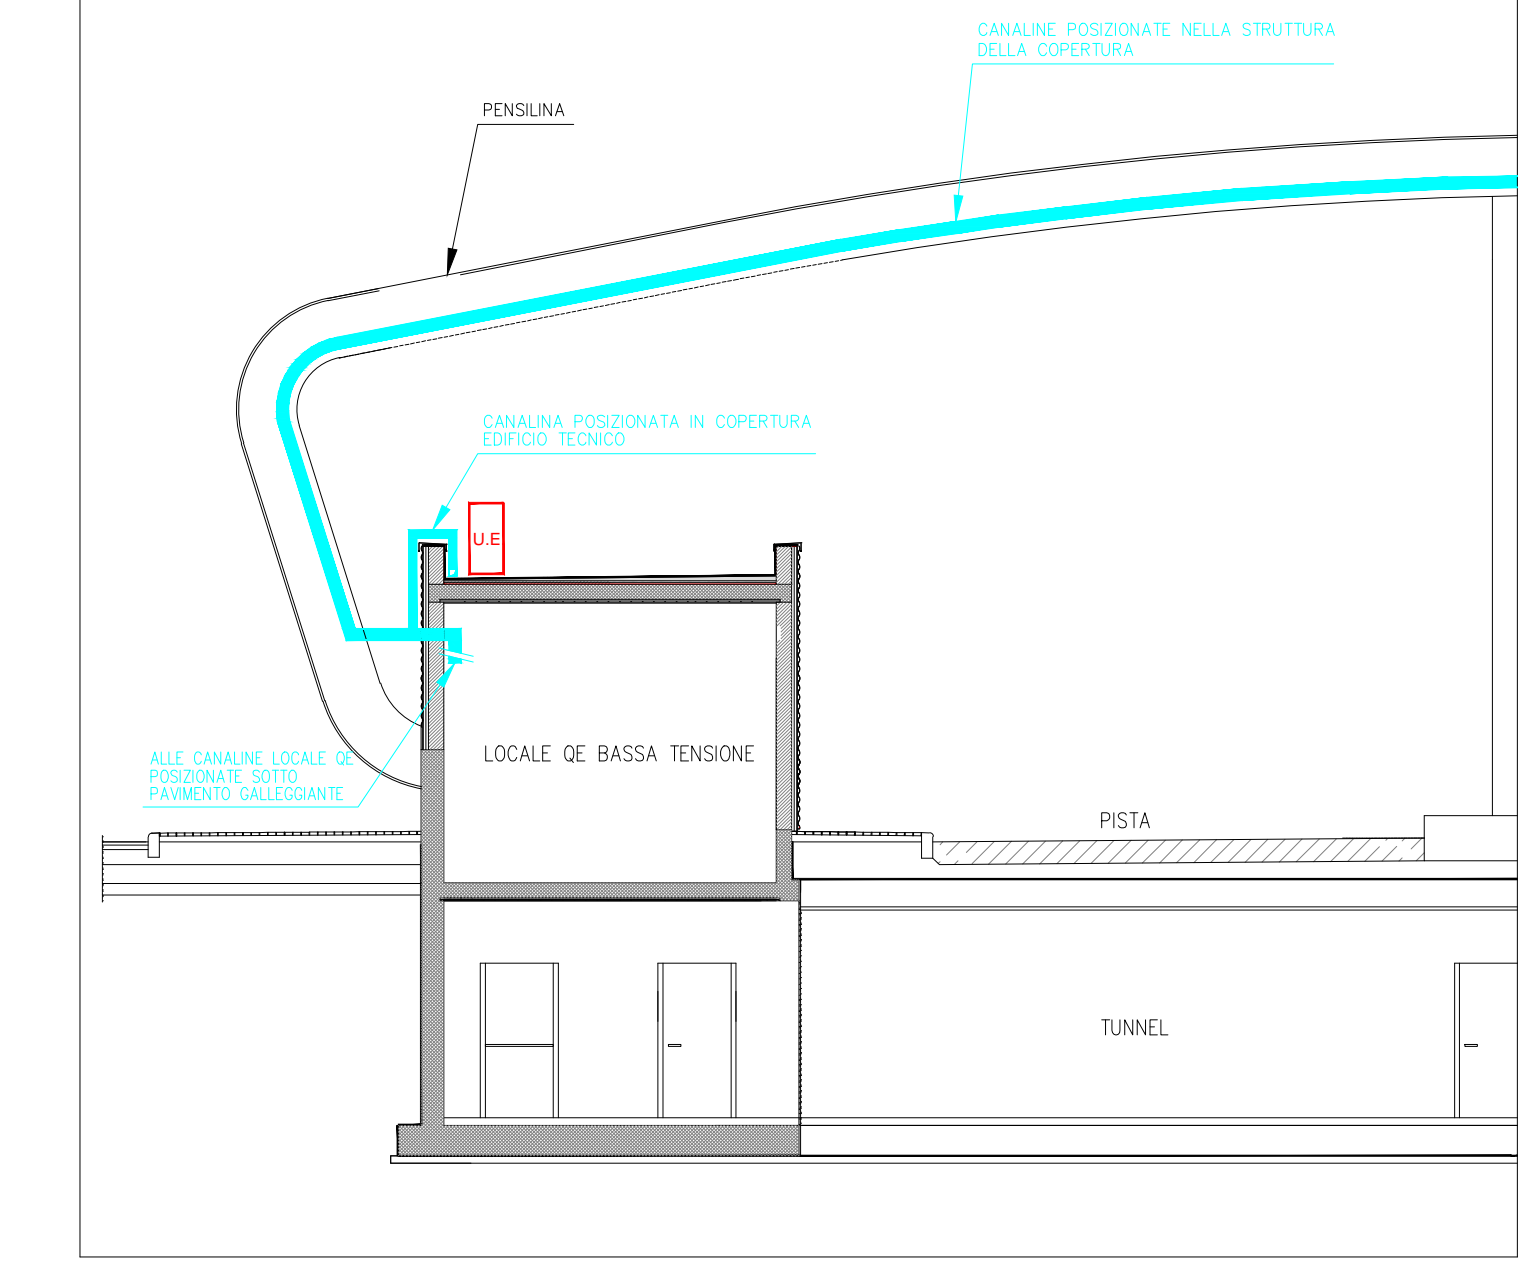 CANALINE POSIZIONATE NELLA STRUTTURA
DELLA COPERTURA
PENSILINA
CANALINA POSIZIONATA IN COPERTURA
EDIFICIO TECNICO
U.E
LOCALE QE BASSA TENSIONE
ALLE CANALINE LOCALE QE
POSIZIONATE SOTTO
PAVIMENTO GALLEGGIANTE
PISTA
TUNNEL